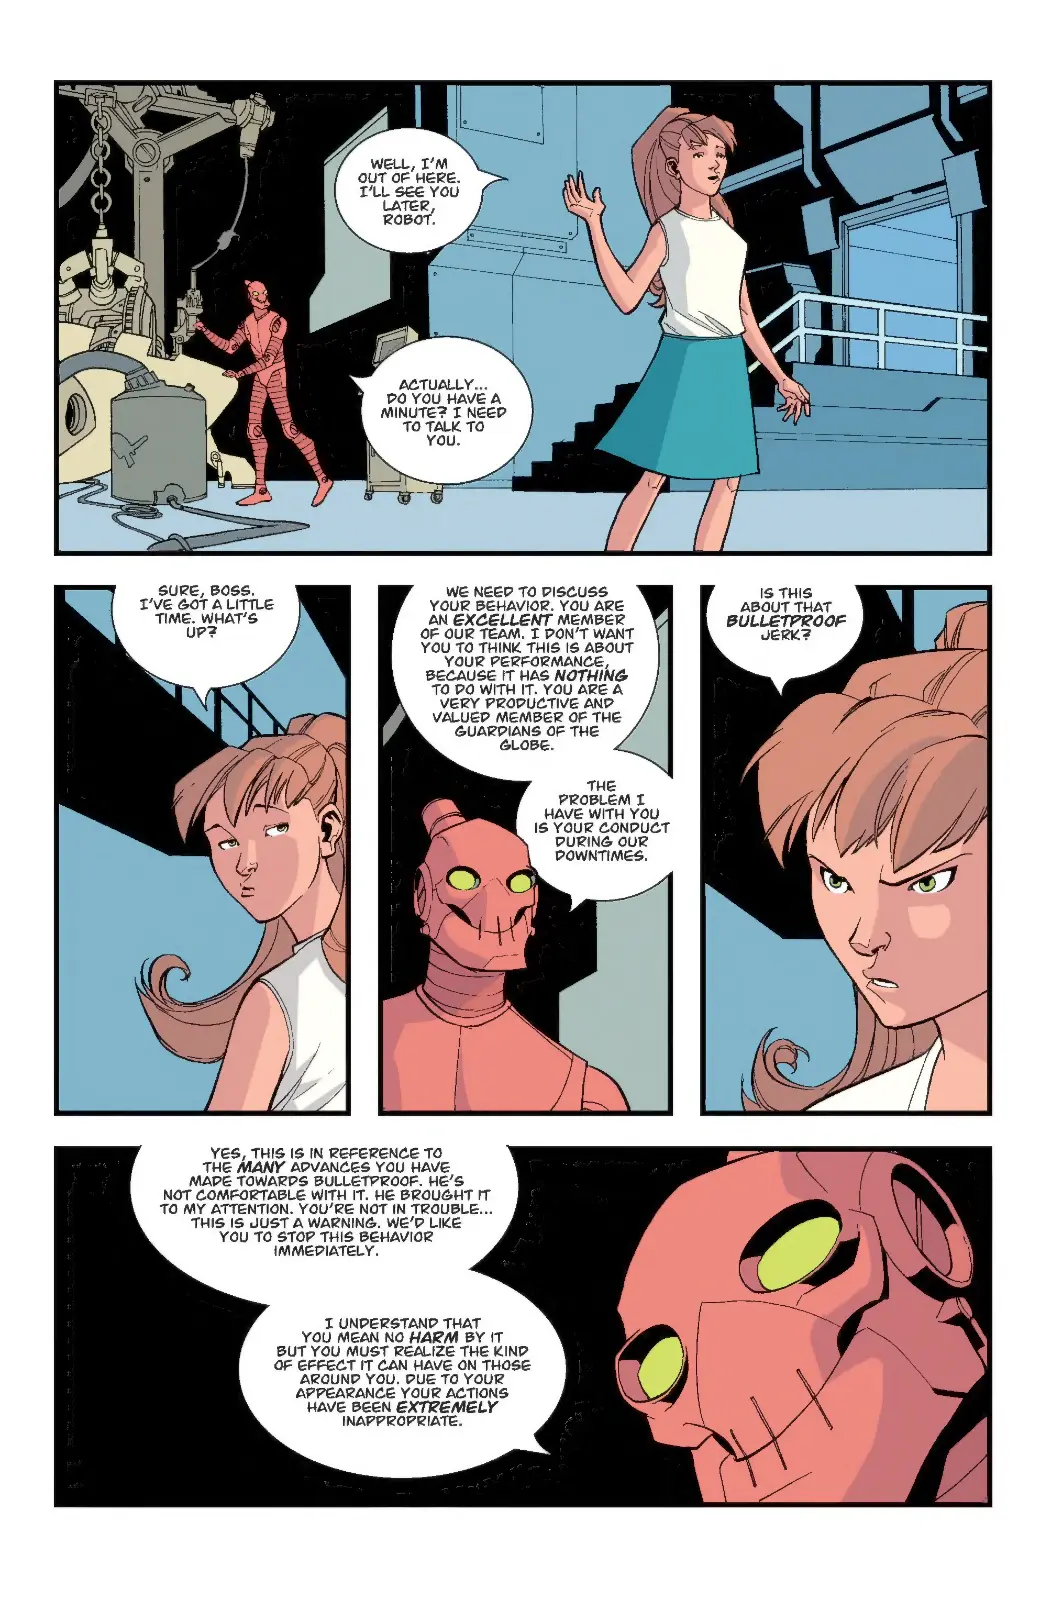 WELL, I'M
OUT OF HERE.
I'LL SEE YOU
LATER,
ROBOT.
ACTUALLY...
DO YOU HAVE A
MINUTE? I NEED
TO TALK TO
YOU.
SURE, BOSS.
I'VE GOT A LITTLE
TIME. WHAT'S
UP?
WE NEED TO DISCUSS
YOUR BEHAVIOR. YOU ARE
AN EXCELLENT MEMBER
OF OUR TEAM. I DON'T WANT
YOU TO THINK THIS IS ABOUT
YOUR PERFORMANCE,
BECAUSE IT HAS NOTHING
TO DO WITH IT. YOU ARE A
VERY PRODUCTIVE AND
VALUED MEMBER OF THE
GUARDIANS OF THE
GLOBE.
THE
PROBLEM I
HAVE WITH YOU
IS YOUR CONDUCT
DURING OUR
DOWNTIMES.
IS THIS
ABOUT THAT
BULLETPROOF
JERK?
YES, THIS IS IN REFERENCE TO
THE MANY ADVANCES YOU HAVE
MADE TOWARDS BULLETPROOF. HE'S
NOT COMFORTABLE WITH IT. HE BROUGHT IT
TO MY ATTENTION. YOU'RE NOT IN TROUBLE...
THIS IS JUST A WARNING. WE'D LIKE
YOU TO STOP THIS BEHAVIOR
IMMEDIATELY.
I UNDERSTAND THAT
YOU MEAN NO HARM BY IT
BUT YOU MUST REALIZE THE KIND
OF EFFECT IT CAN HAVE ON THOSE
AROUND YOU. DUE TO YOUR
APPEARANCE YOUR ACTIONS
HAVE BEEN EXTREMELY
INAPPROPRIATE.